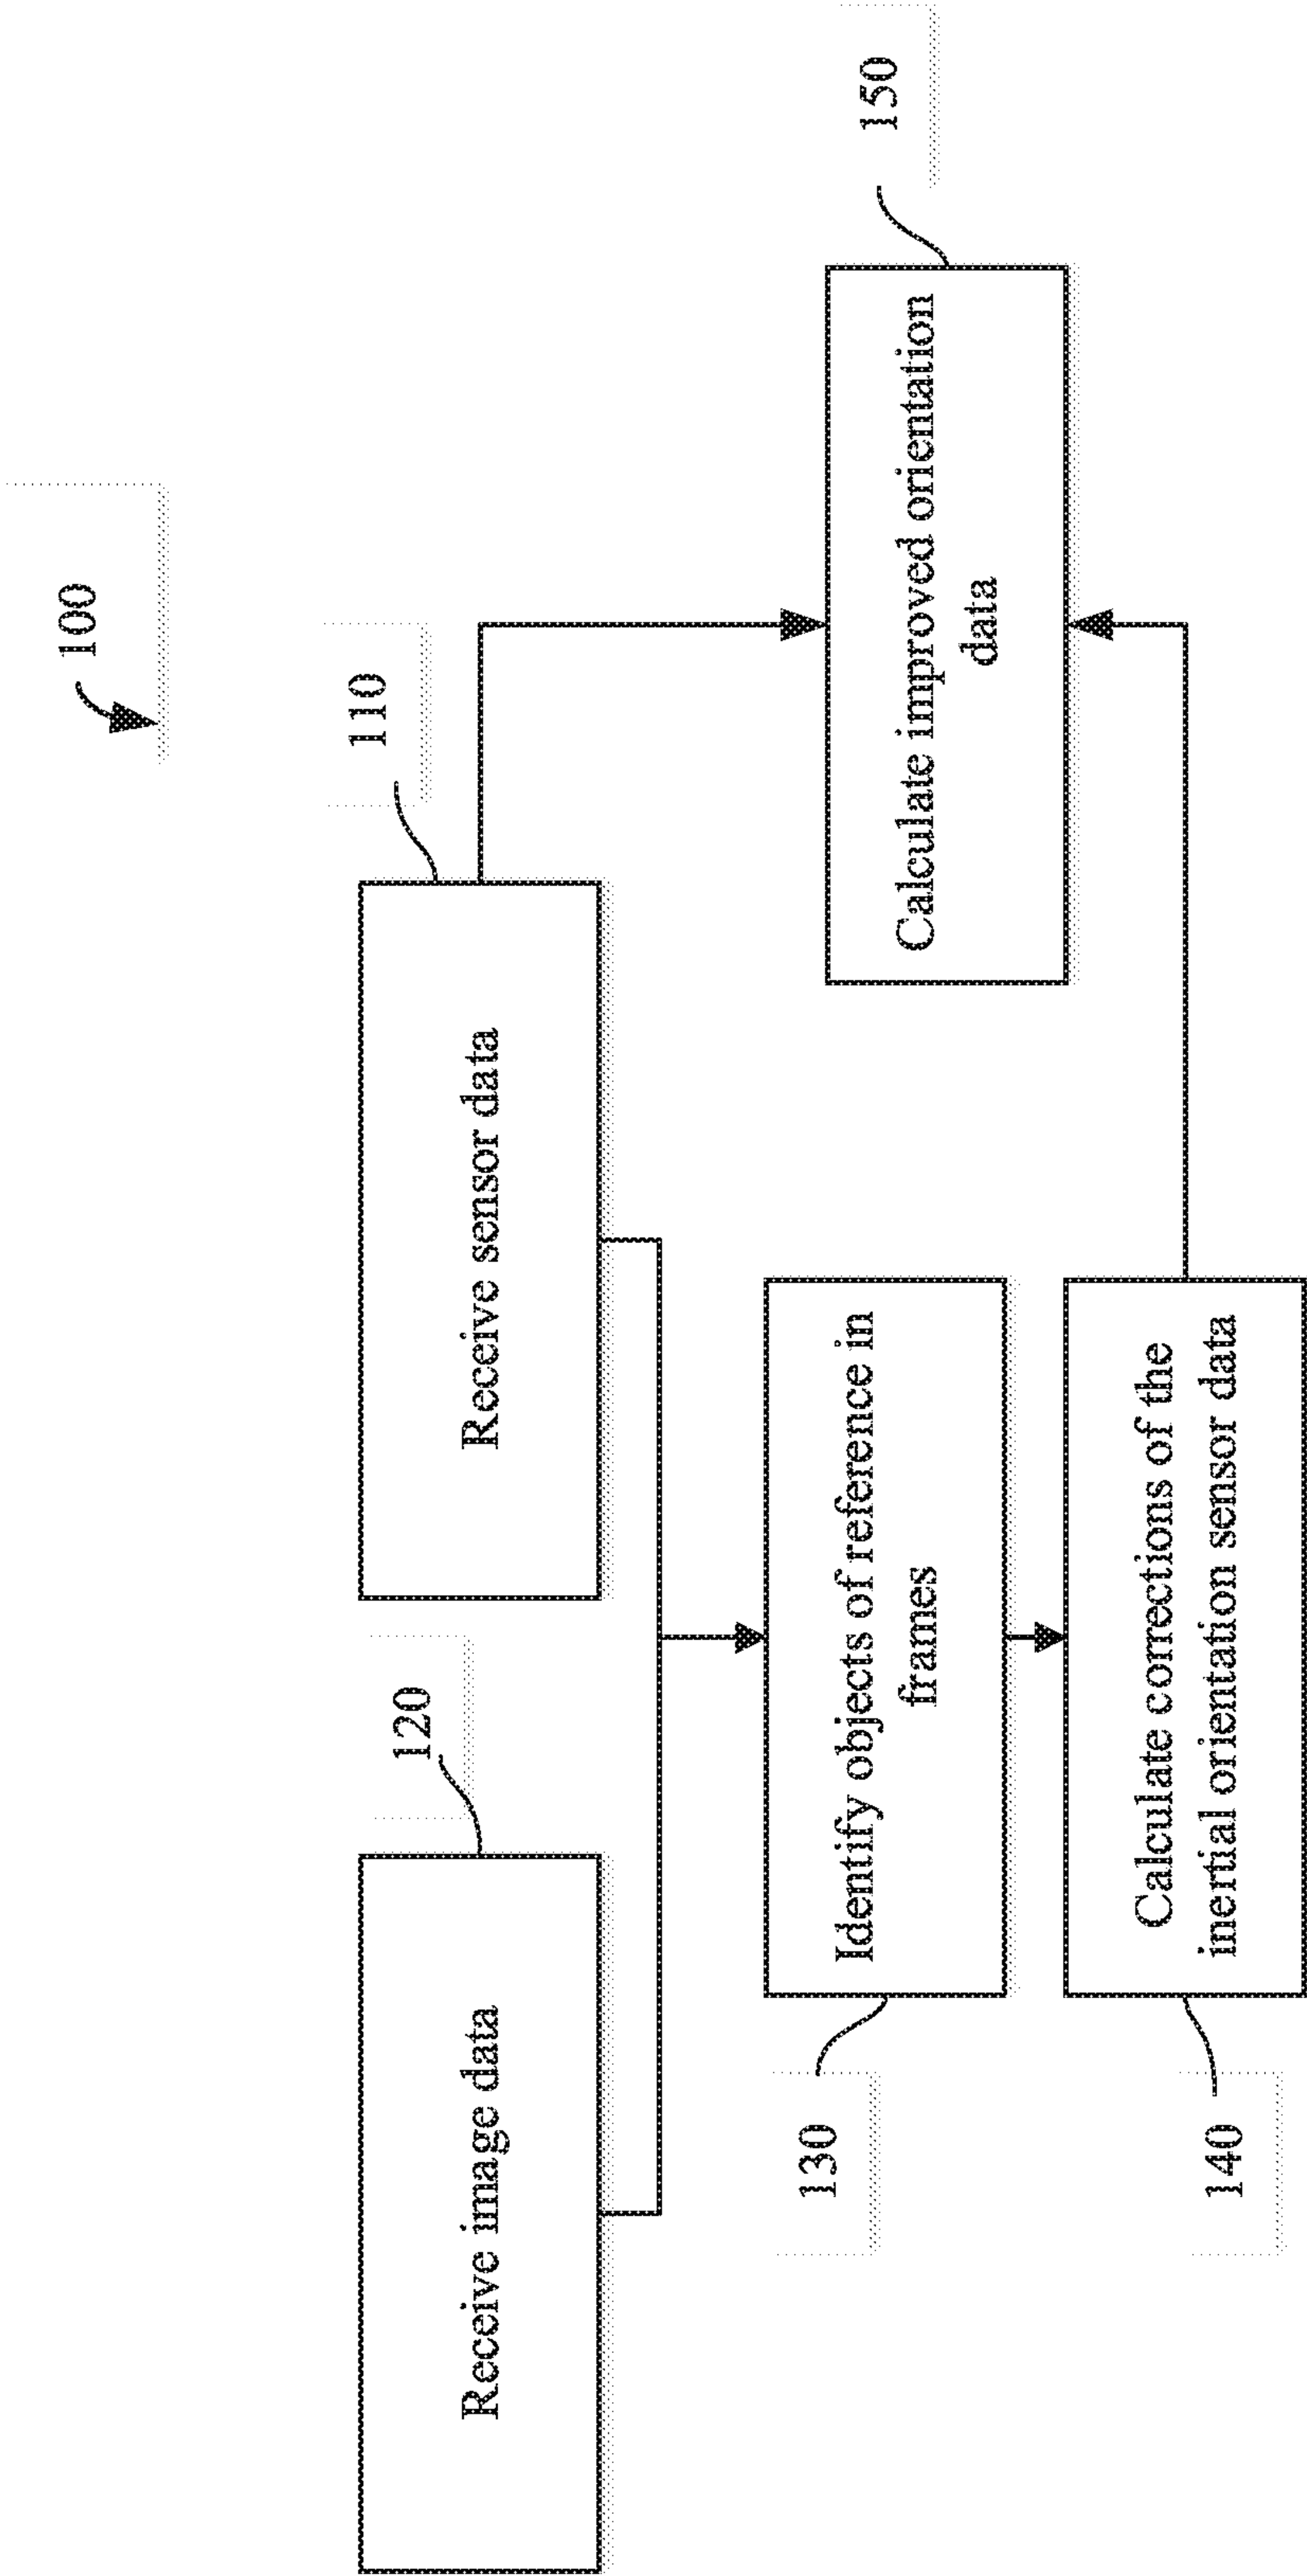 100
120
110
Receive image data
Receive sensor data
130
Identify objects of reference in
frames
150
Calculate improved orientation
data
140
Calculate corrections of the
inertial orientation sensor data